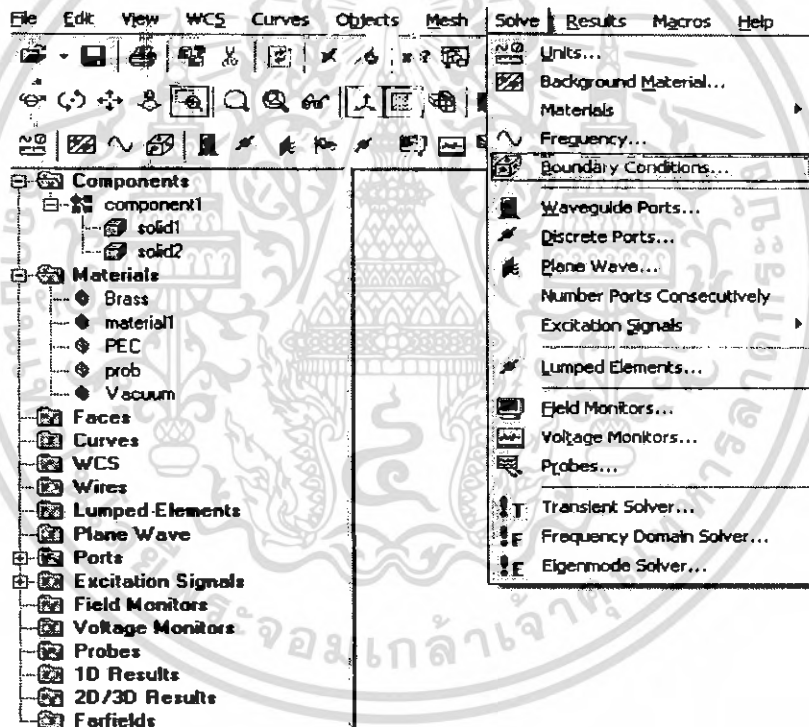 File Edit View WCS Curves Objects Mesh Solve Results Macros Help
Units...
Background Material...
Materials
Frequency...
Boundary Conditions...
Waveguide Ports...
Discrete Ports...
Plane Wave...
Number Ports Consecutively
Excitation Signals
Lumped Elements...
Field Monitors...
Voltage Monitors...
Probes...
Transient Solver...
Frequency Domain Solver...
Eigenmode Solver...
Components
component1
solid1
solid2
Materials
Brass
material1
PEC
prob
Vacuum
Faces
Curves
WCS
Wires
Lumped Elements
Plane Wave
Ports
Excitation Signals
Field Monitors
Voltage Monitors
Probes
1D Results
2D/3D Results
Farfields